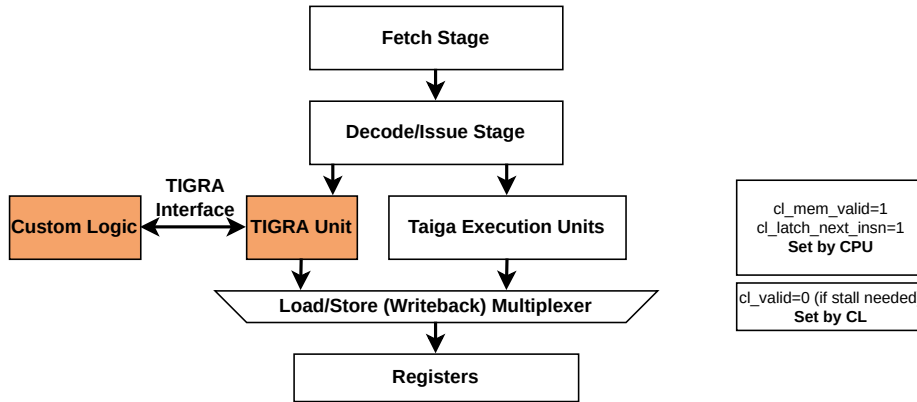 Fetch Stage
Decode/Issue Stage
TIGRA
Interface
Custom Logic
TIGRA Unit
Taiga Execution Units
Load/Store (Writeback) Multiplexer
Registers
cl_mem_valid=1
cl_latch_next_insn=1
Set by CPU
cl_valid=0 (if stall needed
Set by CL